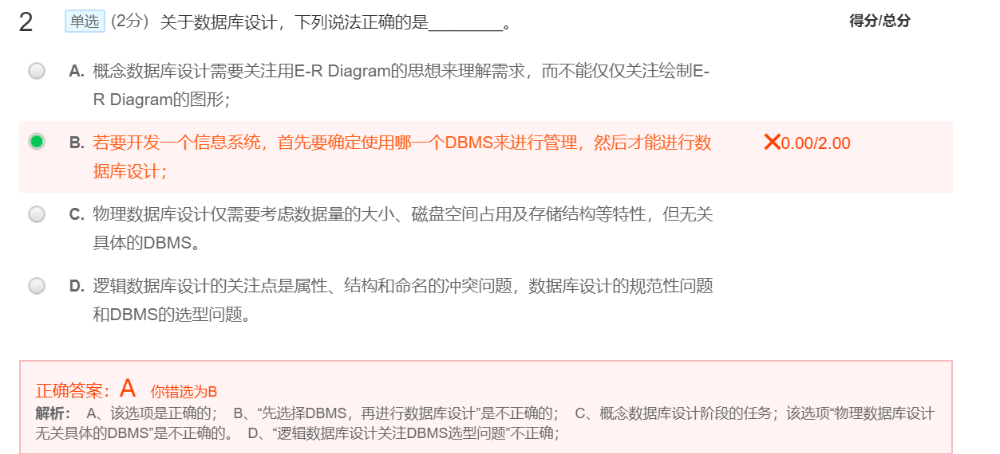 2 单选 (2分) 关于数据库设计，下列说法正确的是________。 得分/总分
A. 概念数据库设计需要关注用E-R Diagram的思想来理解需求，而不能仅仅关注绘制E-
R Diagram的图形；
B. 若要开发一个信息系统，首先要确定使用哪一个DBMS来进行管理，然后才能进行数 ✕0.00/2.00
据库设计；
C. 物理数据库设计仅需要考虑数据量的大小、磁盘空间占用及存储结构等特性，但无关
具体的DBMS。
D. 逻辑数据库设计的关注点是属性、结构和命名的冲突问题，数据库设计的规范性问题
和DBMS的选型问题。
正确答案：A 你错选为B
解析： A、该选项是正确的； B、“先选择DBMS，再进行数据库设计”是不正确的； C、概念数据库设计阶段的任务；该选项“物理数据库设计
无关具体的DBMS”是不正确的。 D、“逻辑数据库设计关注DBMS选型问题”不正确；